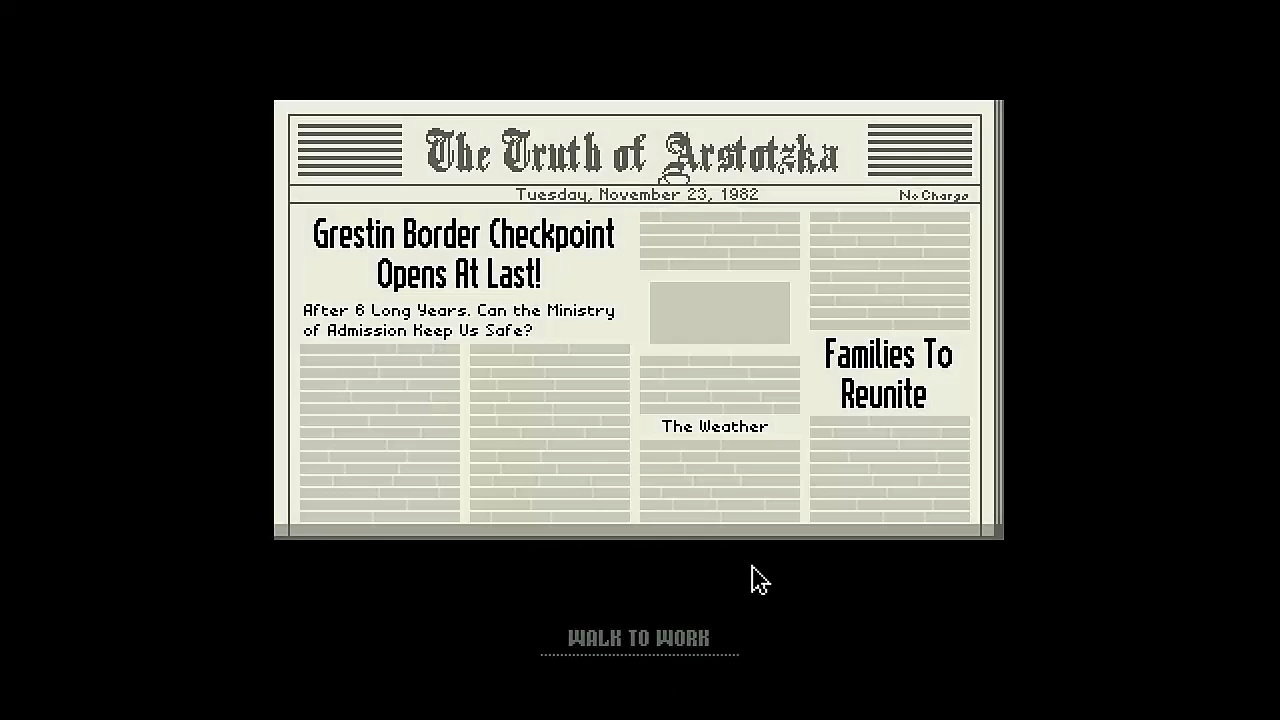 The Truth of Arstotzka
Tuesday, November 23, 1982
No Charge
Grestin Border Checkpoint
Opens At Last!
After 6 Long Years. Can the Ministry
of Admission Keep Us Safe?
The Weather
Families To
Reunite
WALK TO WORK